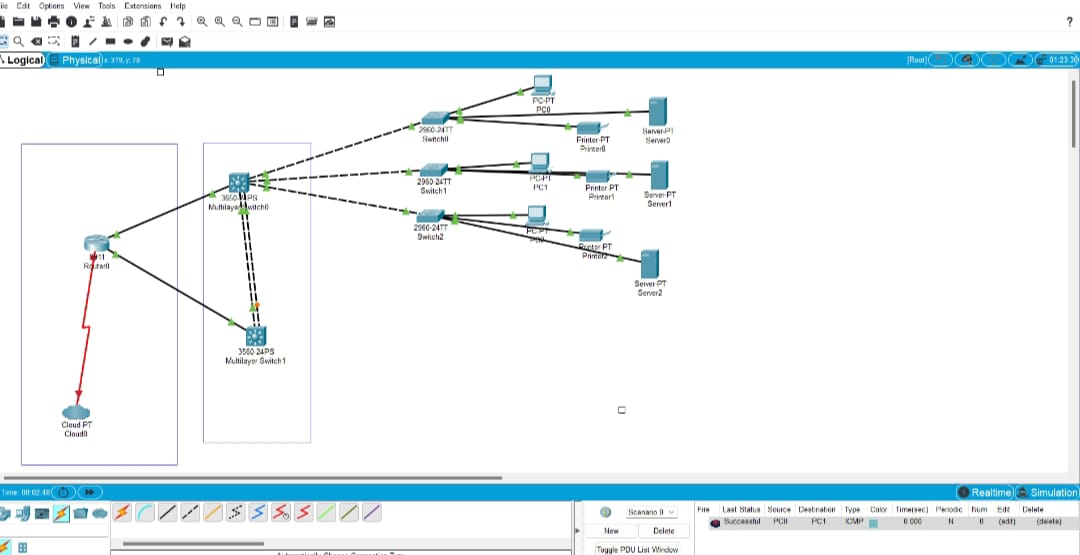 File Edit Options View Tools Extensions Help
?
Logical Physical x: 319, y: 78 [Root] 01:23:30
PC-PT
PC0
2960-24TT
Switch0
Printer-PT
Printer0
Server-PT
Server0
PC-PT
PC1
2960-24TT
Switch1
Printer-PT
Printer1
Server-PT
Server1
2960-24TT
Switch2
PC-PT
Printer-PT
Printer2
Server-PT
Server2
Multilayer Switch0
Router0
3560-24PS
Multilayer Switch1
Cloud-PT
Cloud0
Time: 00:02:48
Realtime Simulation
Scenario 0
New Delete
Toggle PDU List Window
Fire Last Status Source Destination Type Color Time(sec) Periodic Num Edit Delete
Successful PC0 PC1 ICMP 0.000 N 0 (edit) (delete)
Automatically Choose Connection Type